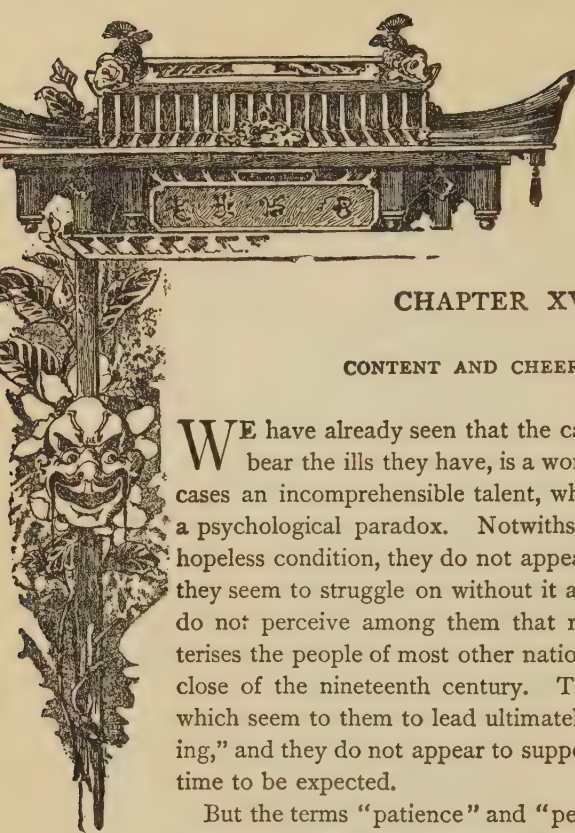 CHAPTER XV
CONTENT AND CHEER
WE have already seen that the ca
bear the ills they have, is a wor
cases an incomprehensible talent, wh
a psychological paradox. Notwiths
hopeless condition, they do not appea
they seem to struggle on without it a
do not perceive among them that r
terises the people of most other natio
close of the nineteenth century. T
which seem to them to lead ultimatel
ing," and they do not appear to suppo
time to be expected.
But the terms "patience" and "pe